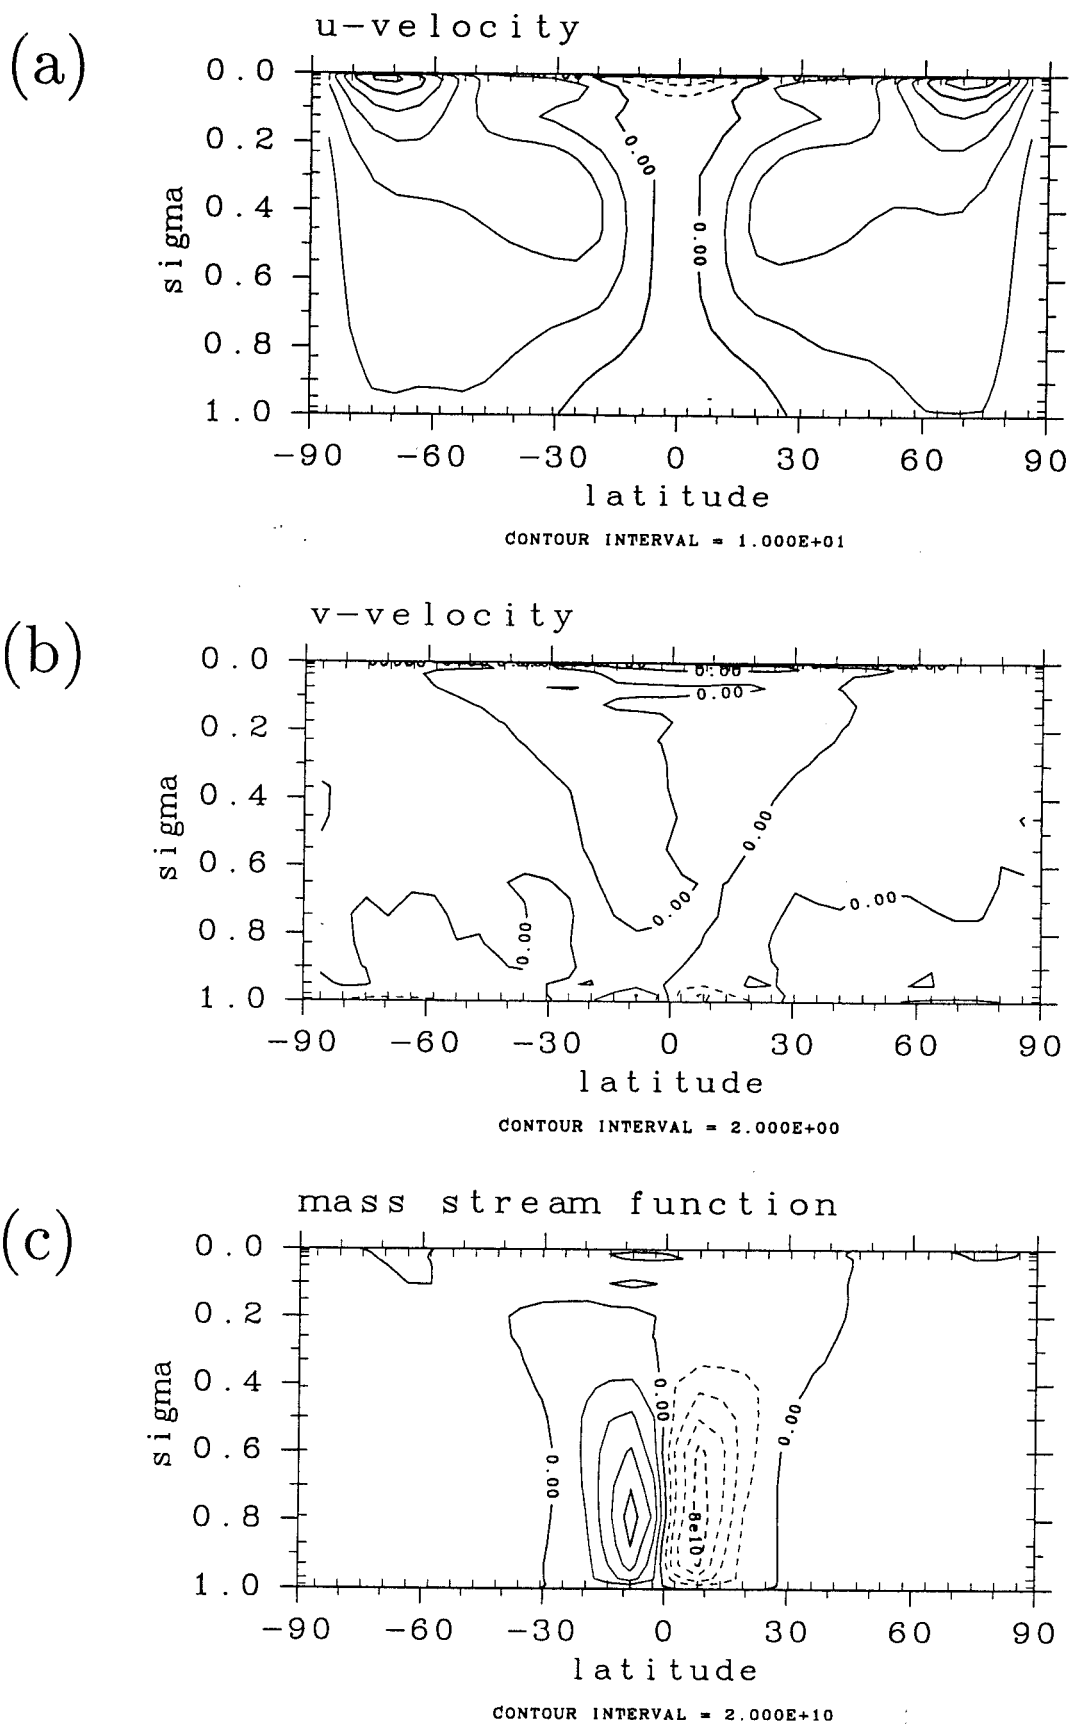 (a)
u-velocity
0.0
0.2
0.4
0.6
0.8
1.0
sigma
0.00
0.00
-90 -60 -30 0 30 60 90
latitude
CONTOUR INTERVAL = 1.000E+01
(b)
v-velocity
0.0
0.2
0.4
0.6
0.8
1.0
sigma
0.00
0.00
0.00
0.00
0.00
0.00
-90 -60 -30 0 30 60 90
latitude
CONTOUR INTERVAL = 2.000E+00
(c)
mass stream function
0.0
0.2
0.4
0.6
0.8
1.0
sigma
0.00
0.00
0.00
8e10
-90 -60 -30 0 30 60 90
latitude
CONTOUR INTERVAL = 2.000E+10